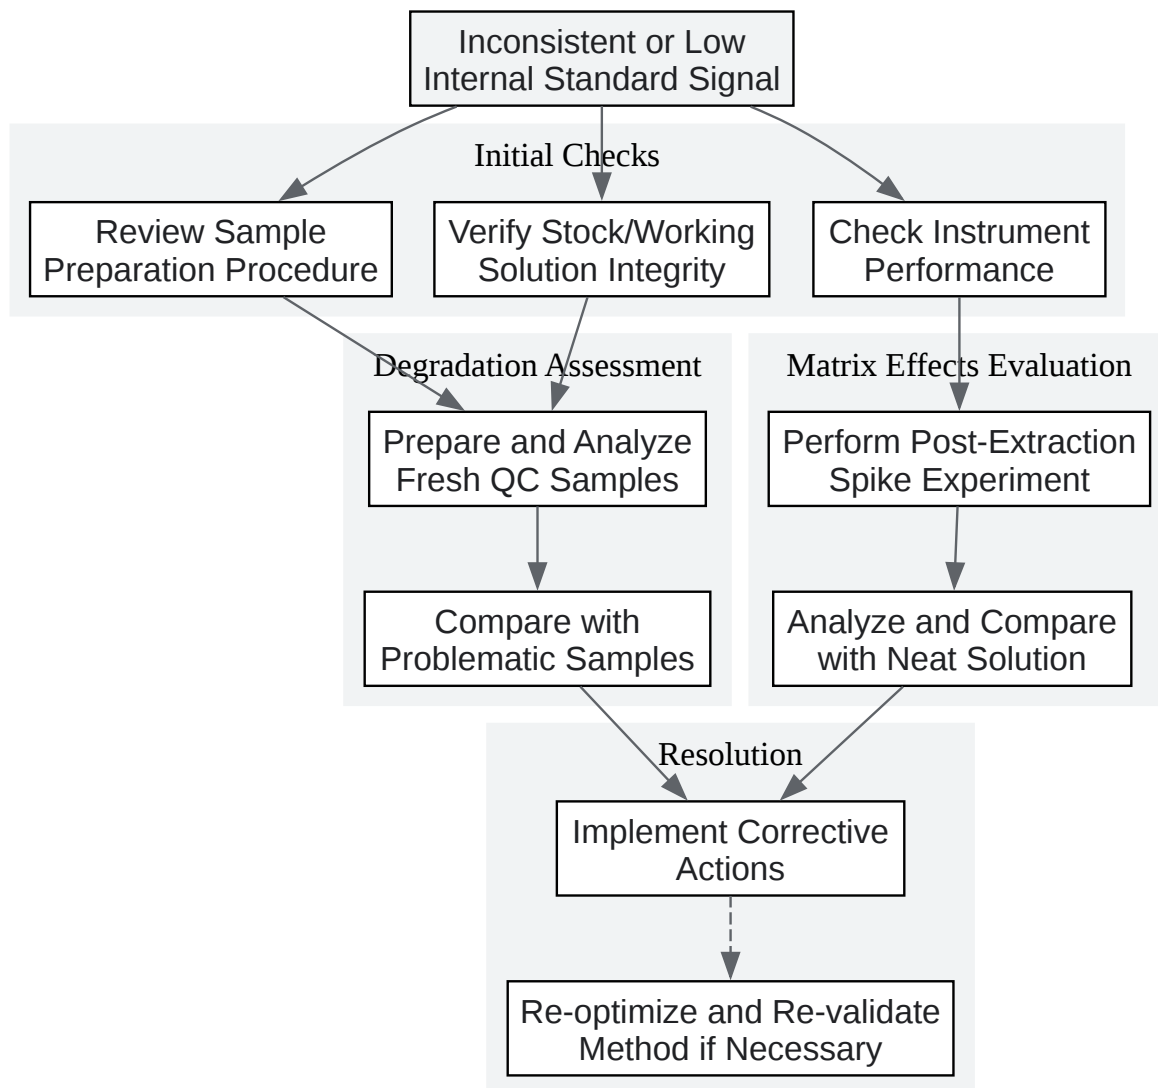 Inconsistent or Low
Internal Standard Signal
Initial Checks
Review Sample
Preparation Procedure
Verify Stock/Working
Solution Integrity
Check Instrument
Performance
Degradation Assessment
Matrix Effects Evaluation
Prepare and Analyze
Fresh QC Samples
Perform Post-Extraction
Spike Experiment
Compare with
Problematic Samples
Analyze and Compare
with Neat Solution
Resolution
Implement Corrective
Actions
Re-optimize and Re-validate
Method if Necessary